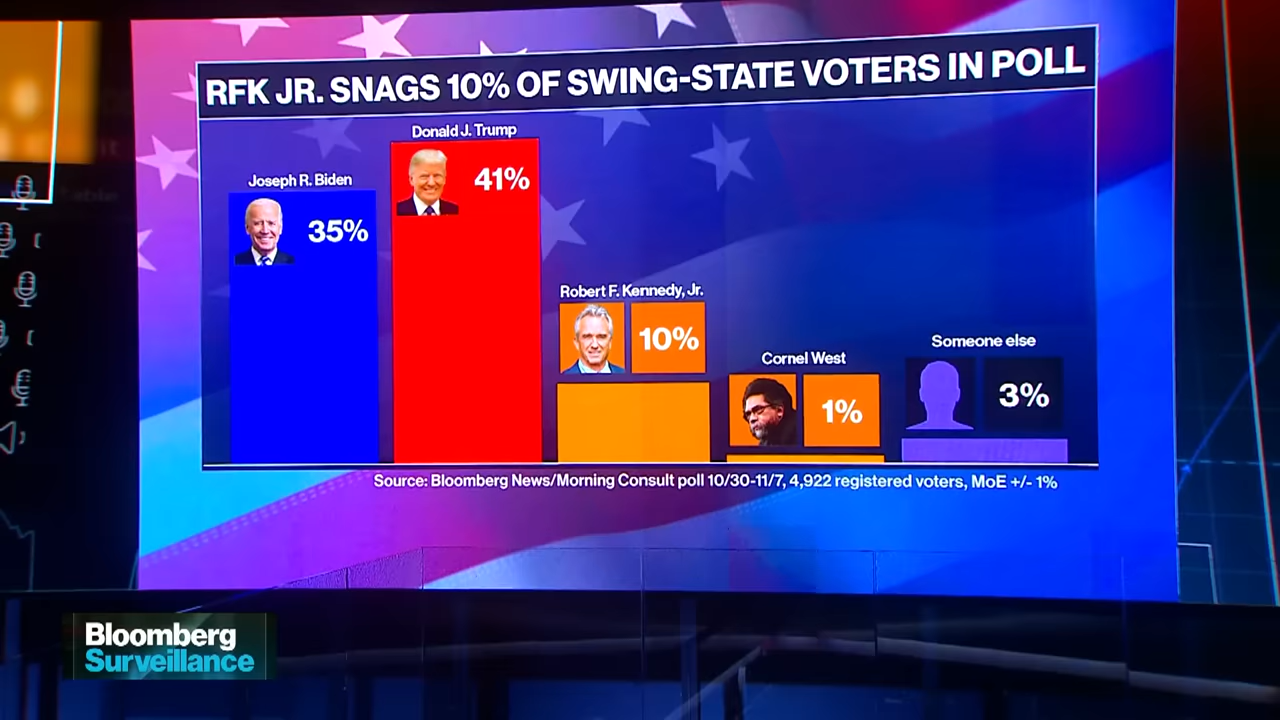 RFK JR. SNAGS 10% OF SWING-STATE VOTERS IN POLL
Donald J. Trump
41%
Joseph R. Biden
35%
Robert F. Kennedy, Jr.
10%
Cornel West
1%
Someone else
3%
Source: Bloomberg News/Morning Consult poll 10/30-11/7, 4,922 registered voters, MoE +/- 1%
Bloomberg
Surveillance